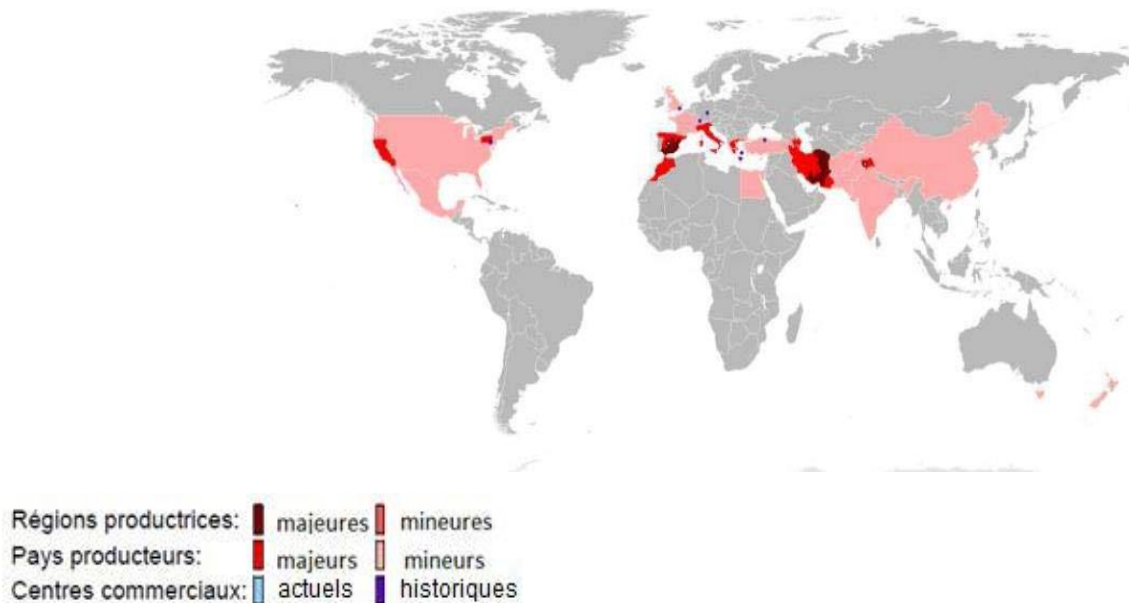 Régions productrices: majeures mineures
Pays producteurs: majeurs mineurs
Centres commerciaux: actuels historiques